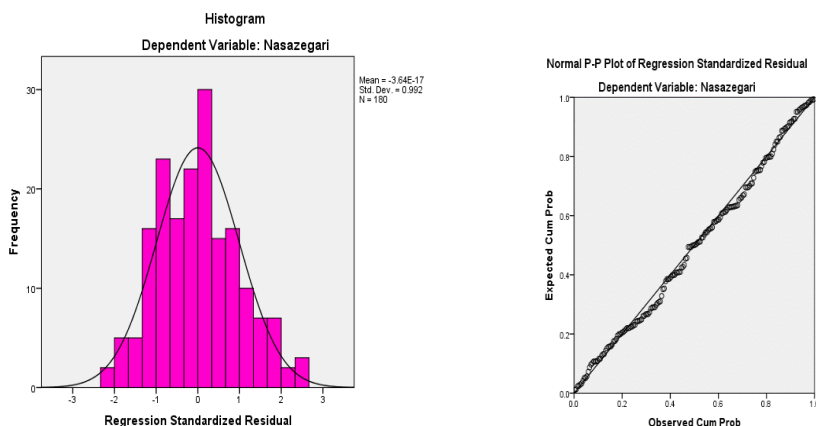 Histogram
Dependent Variable: Nasazegari
Mean = -3.64E-17
Std. Dev. = 0.992
N = 180
30
20
10
0
Frequency
-3 -2 -1 0 1 2 3
Regression Standardized Residual
Normal P-P Plot of Regression Standardized Residual
Dependent Variable: Nasazegari
1.0
0.8
0.6
0.4
0.2
0.0
Expected Cum Prob
0.0 0.2 0.4 0.6 0.8 1.0
Observed Cum Prob